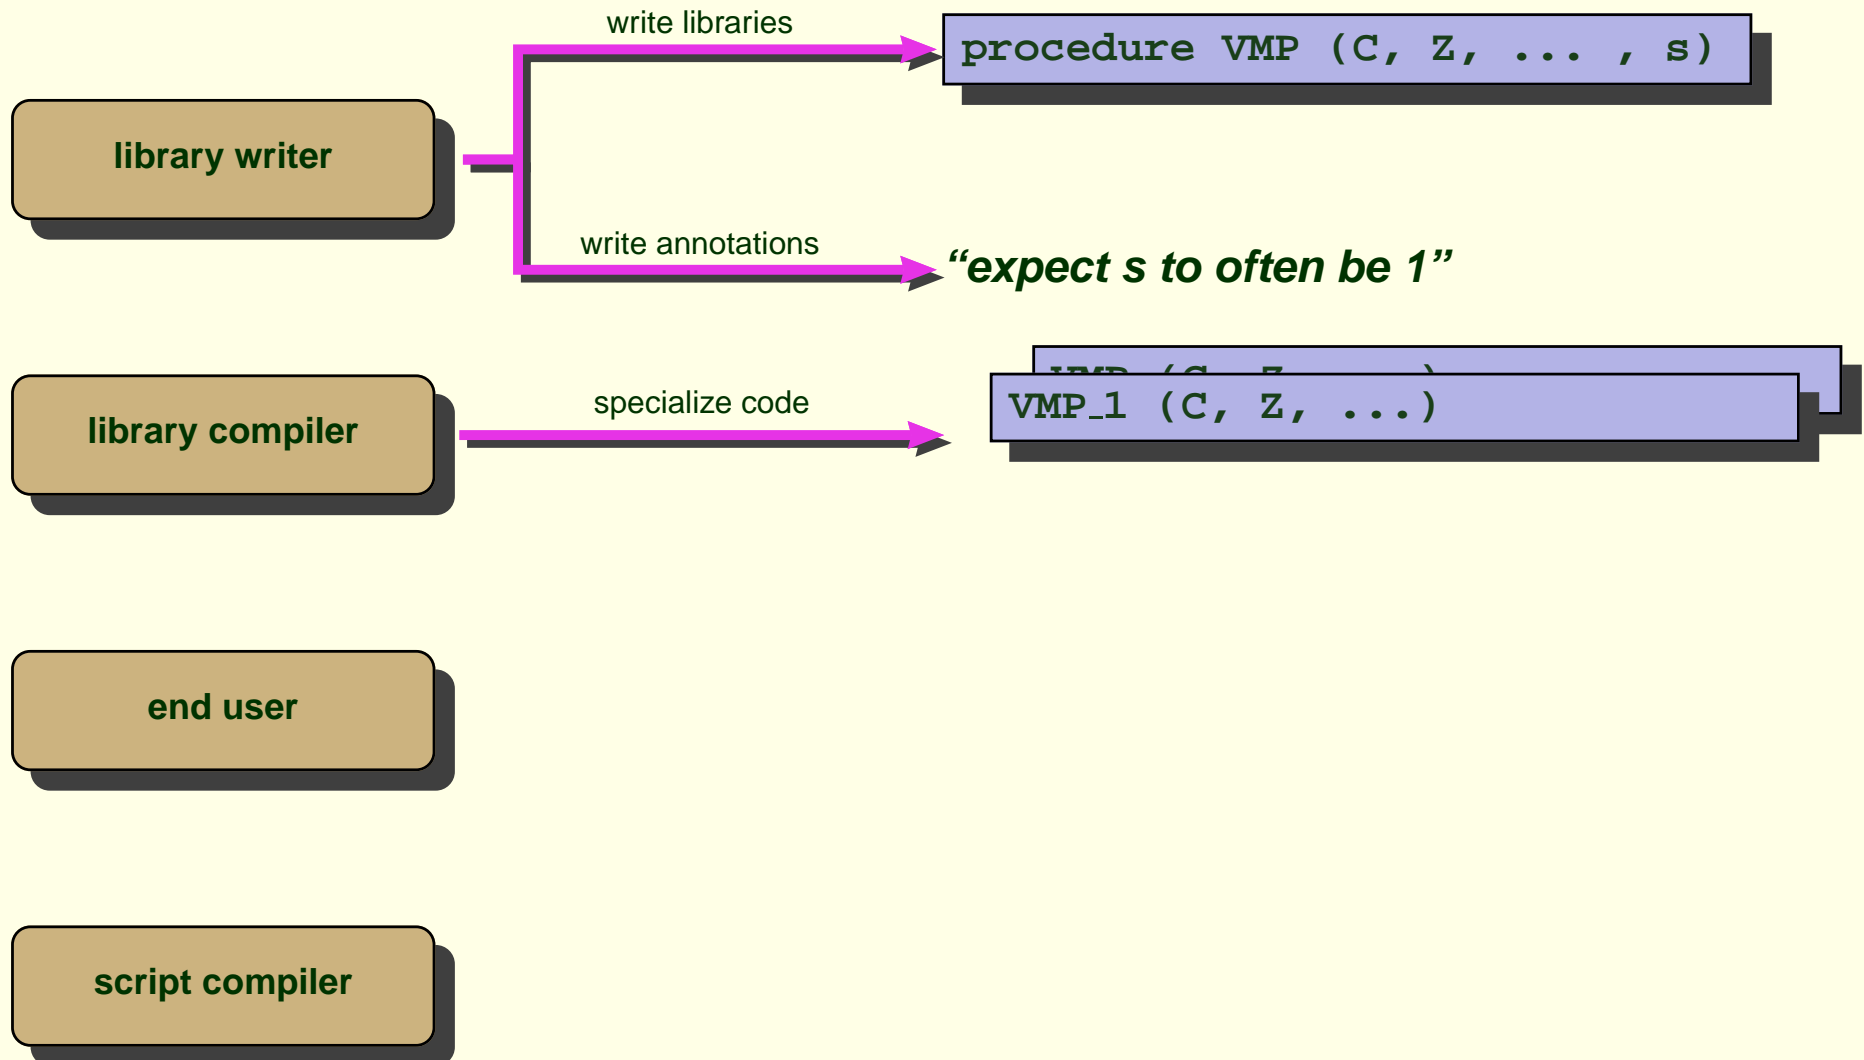 write libraries
procedure VMP (C, Z, ... , s)
library writer
write annotations
“expect s to often be 1”
VMP (C, Z, ...)
specialize code
VMP_1 (C, Z, ...)
library compiler
end user
script compiler